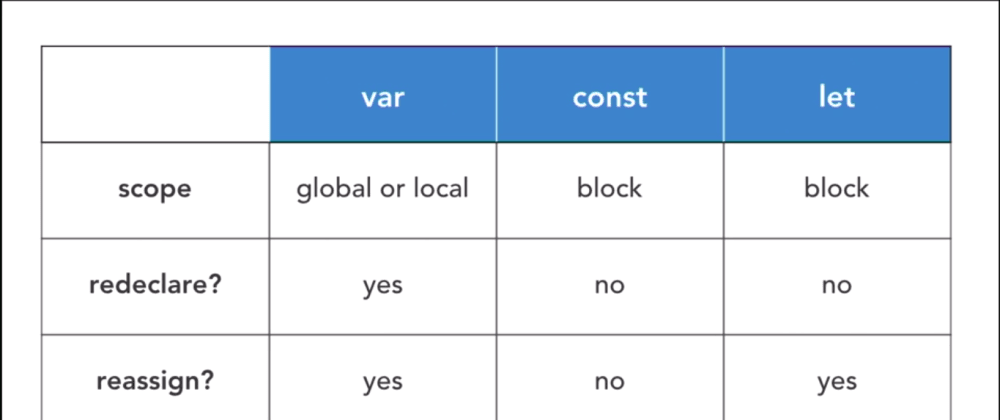 var const let
scope global or local block block
redeclare? yes no no
reassign? yes no yes